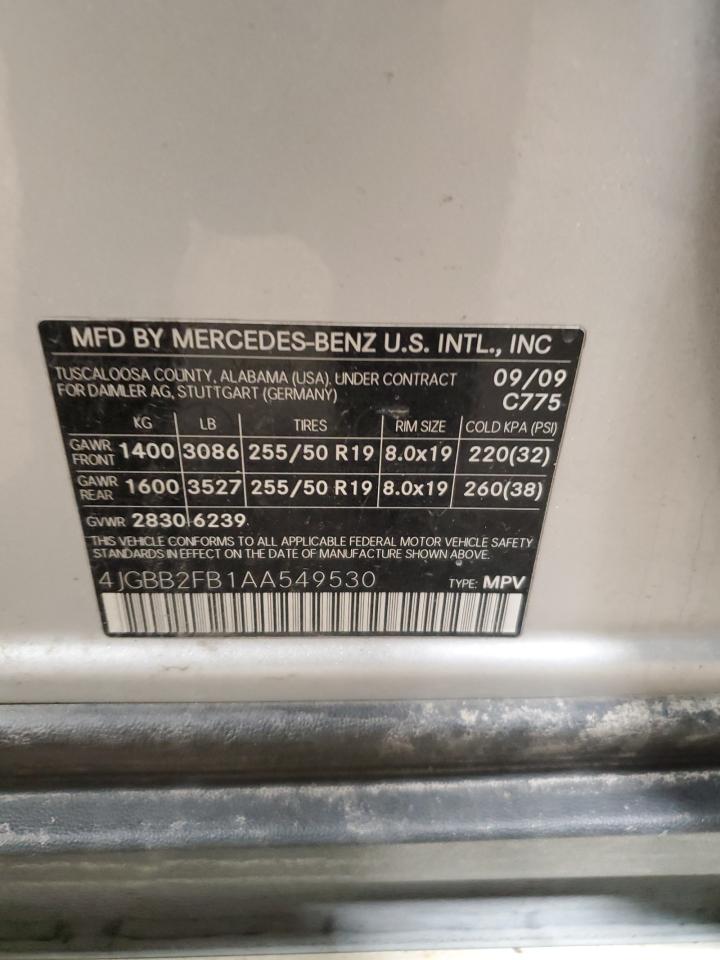 MFD BY MERCEDES-BENZ U.S. INTL., INC
TUSCALOOSA COUNTY, ALABAMA (USA), UNDER CONTRACT 09/09
FOR DAIMLER AG, STUTTGART (GERMANY) C775
KG LB TIRES RIM SIZE COLD KPA (PSI)
GAWR FRONT 1400 3086 255/50 R19 8.0x19 220(32)
GAWR REAR 1600 3527 255/50 R19 8.0x19 260(38)
GVWR 2830 6239
THIS VEHICLE CONFORMS TO ALL APPLICABLE FEDERAL MOTOR VEHICLE SAFETY
STANDARDS IN EFFECT ON THE DATE OF MANUFACTURE SHOWN ABOVE.
4JGBB2FB1AA549530 TYPE: MPV